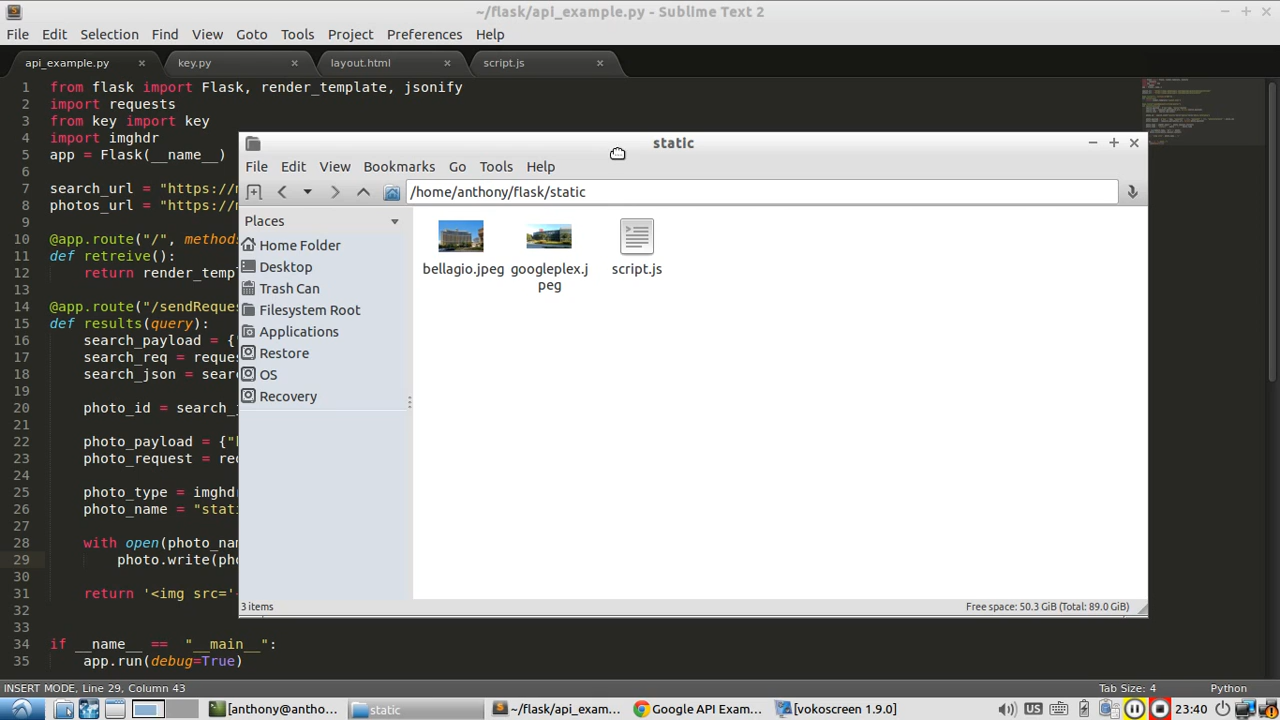 ~/flask/api_example.py - Sublime Text 2
File Edit Selection Find View Goto Tools Project Preferences Help
api_example.py key.py layout.html script.js
1 from flask import Flask, render_template, jsonify
2 import requests
3 from key import key
4 import imghdr
5 app = Flask(__name__)
6
7 search_url = "https://
8 photos_url = "https://
9
10 @app.route("/", method
11 def retreive():
12 return render_temp
13
14 @app.route("/sendReque
15 def results(query):
16 search_payload = {
17 search_req = reque
18 search_json = sear
19
20 photo_id = search_
21
22 photo_payload = {"
23 photo_request = re
24
25 photo_type = imghd
26 photo_name = "stat
27
28 with open(photo_na
29 photo.write(ph
30
31 return '<img src='
32
33
34 if __name__ == "__main__":
35 app.run(debug=True)
static
File Edit View Bookmarks Go Tools Help
/home/anthony/flask/static
Places
Home Folder
Desktop
Trash Can
Filesystem Root
Applications
Restore
OS
Recovery
bellagio.jpeg googleplex.j script.js
peg
3 items Free space: 50.3 GiB (Total: 89.0 GiB)
INSERT MODE, Line 29, Column 43 Tab Size: 4 Python
[anthony@antho... static ~/flask/api_exam... Google API Exam... [vokoscreen 1.9.0] US 23:40